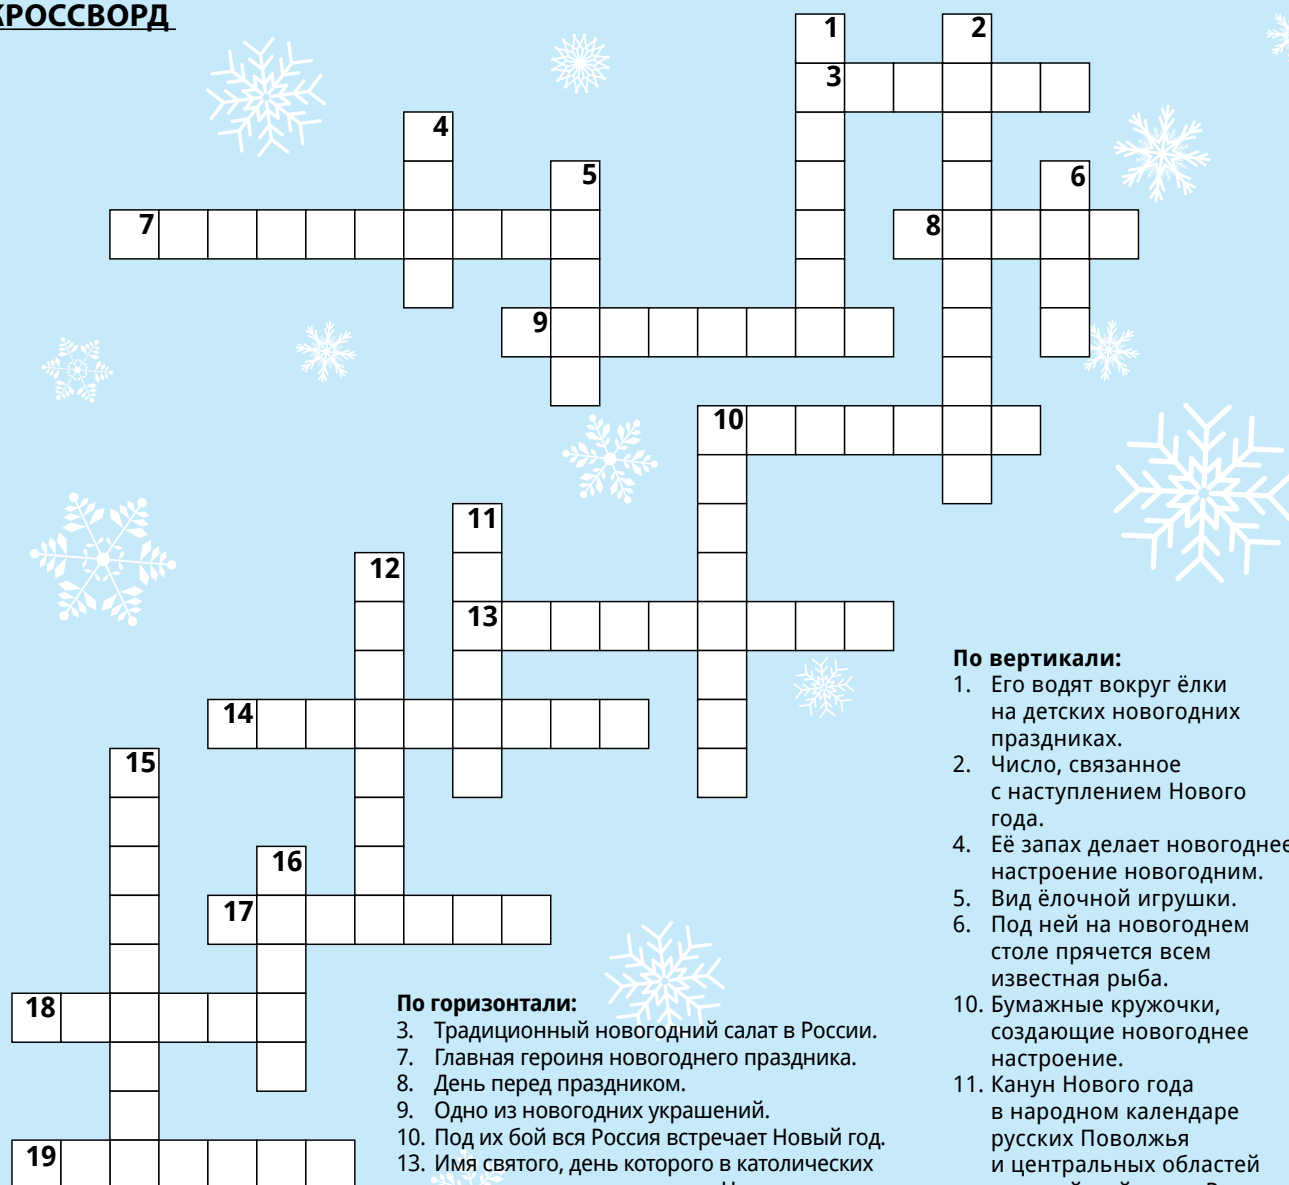 КРОССВОРД
1
2
3
4
5
6
7
8
9
10
11
12
13
14
15
16
17
18
19
По горизонтали:
3. Традиционный новогодний салат в России.
7. Главная героиня новогоднего праздника.
8. День перед праздником.
9. Одно из новогодних украшений.
10. Под их бой вся Россия встречает Новый год.
13. Имя святого, день которого в католических
По вертикали:
1. Его водят вокруг ёлки
на детских новогодних
праздниках.
2. Число, связанное
с наступлением Нового
года.
4. Её запах делает новогоднее
настроение новогодним.
5. Вид ёлочной игрушки.
6. Под ней на новогоднем
столе прячется всем
известная рыба.
10. Бумажные кружочки,
создающие новогоднее
настроение.
11. Канун Нового года
в народном календаре
русских Поволжья
и центральных областей